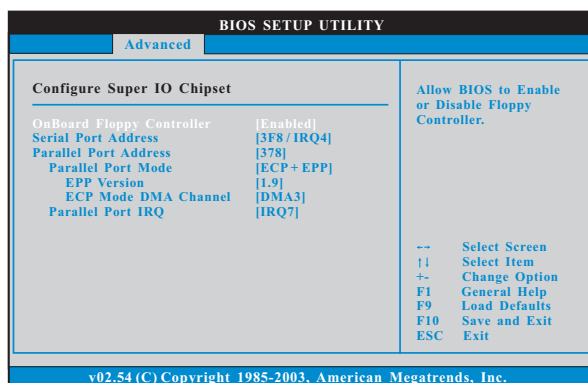 BIOS SETUP UTILITY
Advanced
Configure Super IO Chipset
OnBoard Floppy Controller [Enabled]
Serial Port Address [3F8 / IRQ4]
Parallel Port Address [378]
Parallel Port Mode [ECP + EPP]
EPP Version [1.9]
ECP Mode DMA Channel [DMA3]
Parallel Port IRQ [IRQ7]
Allow BIOS to Enable
or Disable Floppy
Controller.
←→ Select Screen
↑↓ Select Item
+- Change Option
F1 General Help
F9 Load Defaults
F10 Save and Exit
ESC Exit
v02.54 (C) Copyright 1985-2003, American Megatrends, Inc.